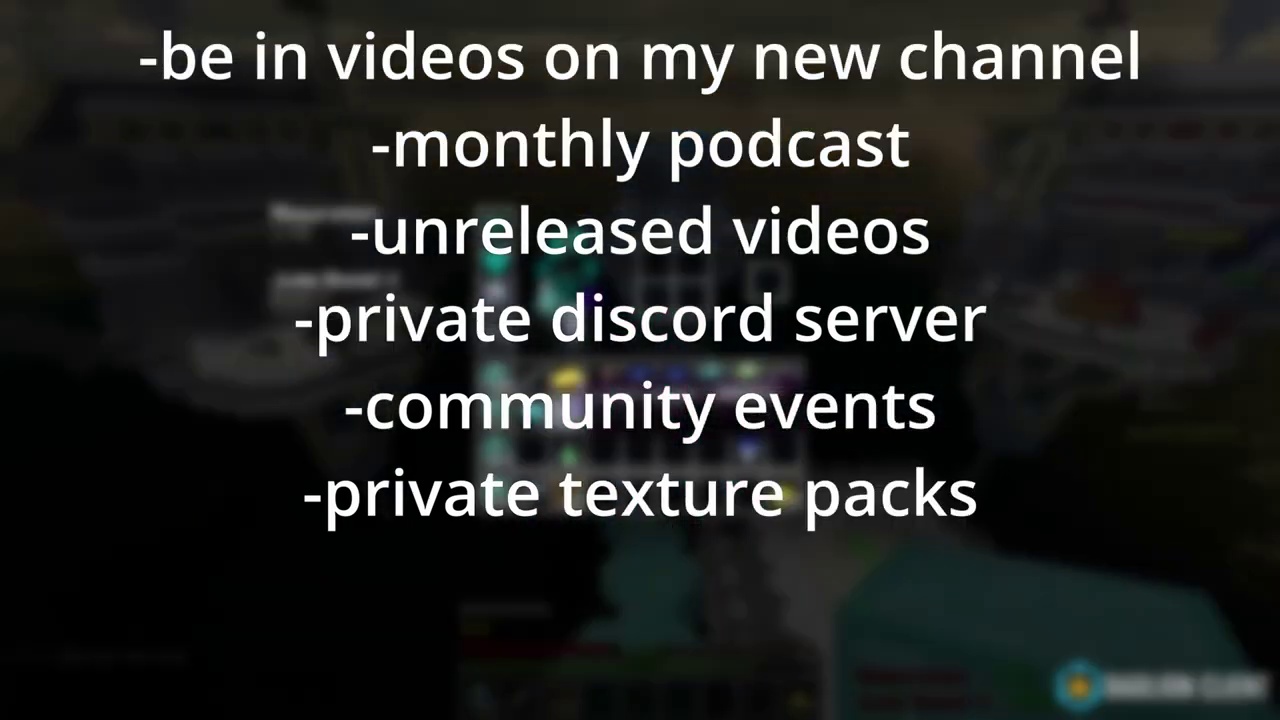 -be in videos on my new channel
-monthly podcast
-unreleased videos
-private discord server
-community events
-private texture packs